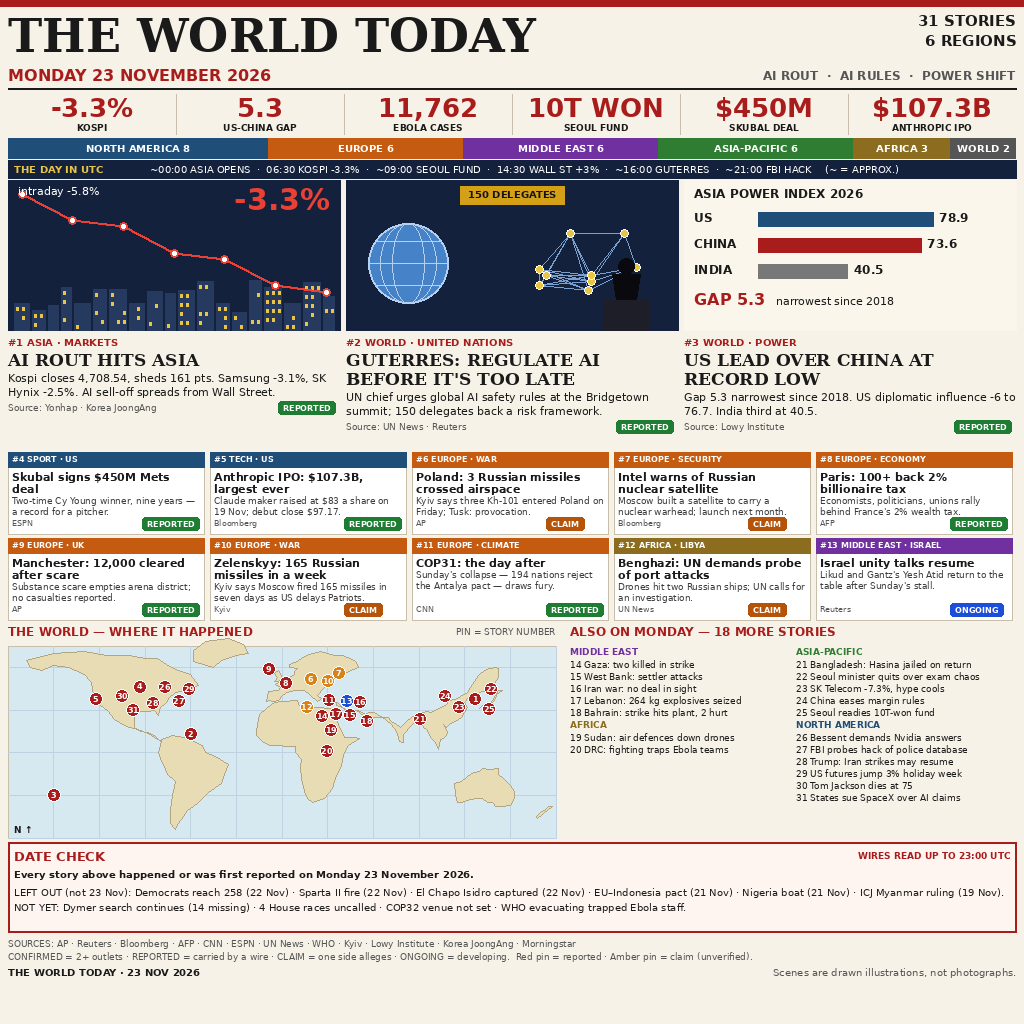 THE WORLD TODAY
31 STORIES
6 REGIONS
MONDAY 23 NOVEMBER 2026
AI ROUT · AI RULES · POWER SHIFT
-3.3%
KOSPI
5.3
US-CHINA GAP
11,762
EBOLA CASES
10T WON
SEOUL FUND
$450M
SKUBAL DEAL
$107.3B
ANTHROPIC IPO
NORTH AMERICA 8
EUROPE 6
MIDDLE EAST 6
ASIA-PACIFIC 6
AFRICA 3
WORLD 2
THE DAY IN UTC
~00:00 ASIA OPENS · 06:30 KOSPI -3.3% · ~09:00 SEOUL FUND · 14:30 WALL ST +3% · ~16:00 GUTERRES · ~21:00 FBI HACK (~ = APPROX.)
intraday -5.8%
-3.3%
150 DELEGATES
ASIA POWER INDEX 2026
US 78.9
CHINA 73.6
INDIA 40.5
GAP 5.3 narrowest since 2018
#1 ASIA · MARKETS
AI ROUT HITS ASIA
Kospi closes 4,708.54, sheds 161 pts. Samsung -3.1%, SK
Hynix -2.5%. AI sell-off spreads from Wall Street.
Source: Yonhap · Korea JoongAng
REPORTED
#2 WORLD · UNITED NATIONS
GUTERRES: REGULATE AI
BEFORE IT'S TOO LATE
UN chief urges global AI safety rules at the Bridgetown
summit; 150 delegates back a risk framework.
Source: UN News · Reuters
REPORTED
#3 WORLD · POWER
US LEAD OVER CHINA AT
RECORD LOW
Gap 5.3 narrowest since 2018. US diplomatic influence -6 to
76.7. India third at 40.5.
Source: Lowy Institute
REPORTED
#4 SPORT · US
Skubal signs $450M Mets
deal
Two-time Cy Young winner, nine years —
a record for a pitcher.
ESPN
REPORTED
#5 TECH · US
Anthropic IPO: $107.3B,
largest ever
Claude maker raised at $83 a share on
19 Nov; debut close $97.17.
Bloomberg
REPORTED
#6 EUROPE · WAR
Poland: 3 Russian missiles
crossed airspace
Kyiv says three Kh-101 entered Poland on
Friday; Tusk: provocation.
AP
CLAIM
#7 EUROPE · SECURITY
Intel warns of Russian
nuclear satellite
Moscow built a satellite to carry a
nuclear warhead; launch next month.
Bloomberg
CLAIM
#8 EUROPE · ECONOMY
Paris: 100+ back 2%
billionaire tax
Economists, politicians, unions rally
behind France's 2% wealth tax.
AFP
REPORTED
#9 EUROPE · UK
Manchester: 12,000 cleared
after scare
Substance scare empties arena district;
no casualties reported.
AP
REPORTED
#10 EUROPE · WAR
Zelenskyy: 165 Russian
missiles in a week
Kyiv says Moscow fired 165 missiles in
seven days as US delays Patriots.
Kyiv
CLAIM
#11 EUROPE · CLIMATE
COP31: the day after
Sunday's collapse — 194 nations reject
the Antalya pact — draws fury.
CNN
REPORTED
#12 AFRICA · LIBYA
Benghazi: UN demands probe
of port attacks
Drones hit two Russian ships; UN calls for
an investigation.
UN News
CLAIM
#13 MIDDLE EAST · ISRAEL
Israel unity talks resume
Likud and Gantz's Yesh Atid return to the
table after Sunday's stall.
Reuters
ONGOING
THE WORLD — WHERE IT HAPPENED
PIN = STORY NUMBER
9
8
6
7
10
5
30
4
26
29
31
28
27
2
3
11
13
16
12
14
17
15
18
19
20
21
24
23
1
22
25
N ↑
ALSO ON MONDAY — 18 MORE STORIES
MIDDLE EAST
14 Gaza: two killed in strike
15 West Bank: settler attacks
16 Iran war: no deal in sight
17 Lebanon: 264 kg explosives seized
18 Bahrain: strike hits plant, 2 hurt
AFRICA
19 Sudan: air defences down drones
20 DRC: fighting traps Ebola teams
ASIA-PACIFIC
21 Bangladesh: Hasina jailed on return
22 Seoul minister quits over exam chaos
23 SK Telecom -7.3%, hype cools
24 China eases margin rules
25 Seoul readies 10T-won fund
NORTH AMERICA
26 Bessent demands Nvidia answers
27 FBI probes hack of police database
28 Trump: Iran strikes may resume
29 US futures jump 3% holiday week
30 Tom Jackson dies at 75
31 States sue SpaceX over AI claims
DATE CHECK
WIRES READ UP TO 23:00 UTC
Every story above happened or was first reported on Monday 23 November 2026.
LEFT OUT (not 23 Nov): Democrats reach 258 (22 Nov) · Sparta II fire (22 Nov) · El Chapo Isidro captured (22 Nov) · EU–Indonesia pact (21 Nov) · Nigeria boat (21 Nov) · ICJ Myanmar ruling (19 Nov).
NOT YET: Dymer search continues (14 missing) · 4 House races uncalled · COP32 venue not set · WHO evacuating trapped Ebola staff.
SOURCES: AP · Reuters · Bloomberg · AFP · CNN · ESPN · UN News · WHO · Kyiv · Lowy Institute · Korea JoongAng · Morningstar
CONFIRMED = 2+ outlets · REPORTED = carried by a wire · CLAIM = one side alleges · ONGOING = developing. Red pin = reported · Amber pin = claim (unverified).
THE WORLD TODAY · 23 NOV 2026
Scenes are drawn illustrations, not photographs.